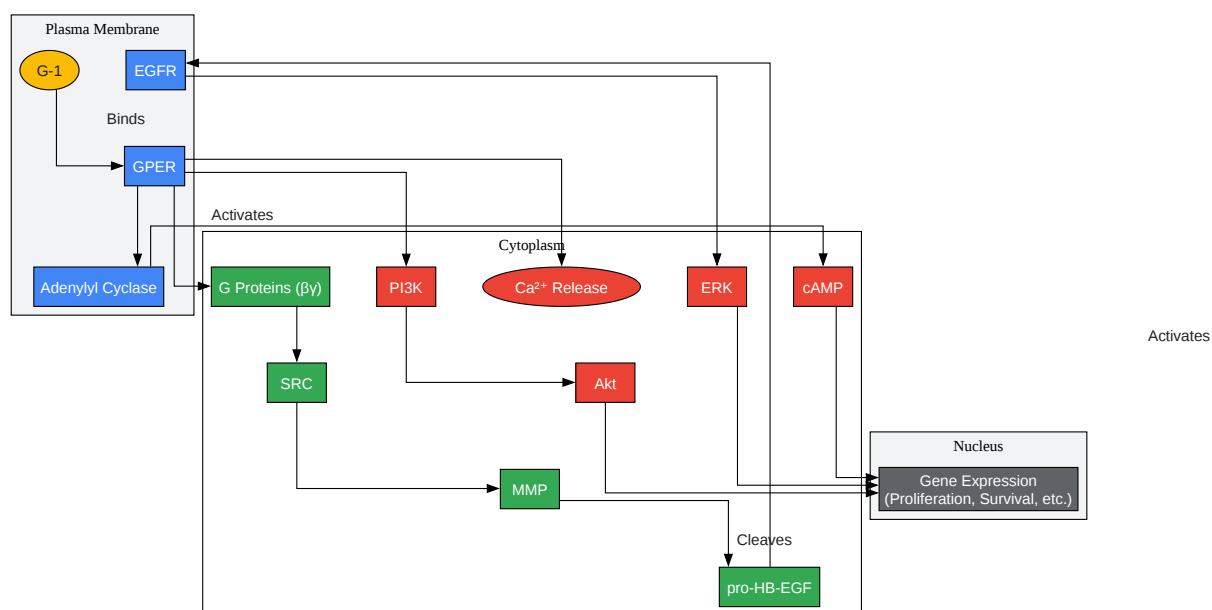 Plasma Membrane
G-1
EGFR
Binds
GPER
Activates
Cytoplasm
Adenylyl Cyclase
G Proteins (βγ)
PI3K
Ca²⁺ Release
ERK
cAMP
Activates
SRC
Akt
Nucleus
Gene Expression
(Proliferation, Survival, etc.)
MMP
Cleaves
pro-HB-EGF